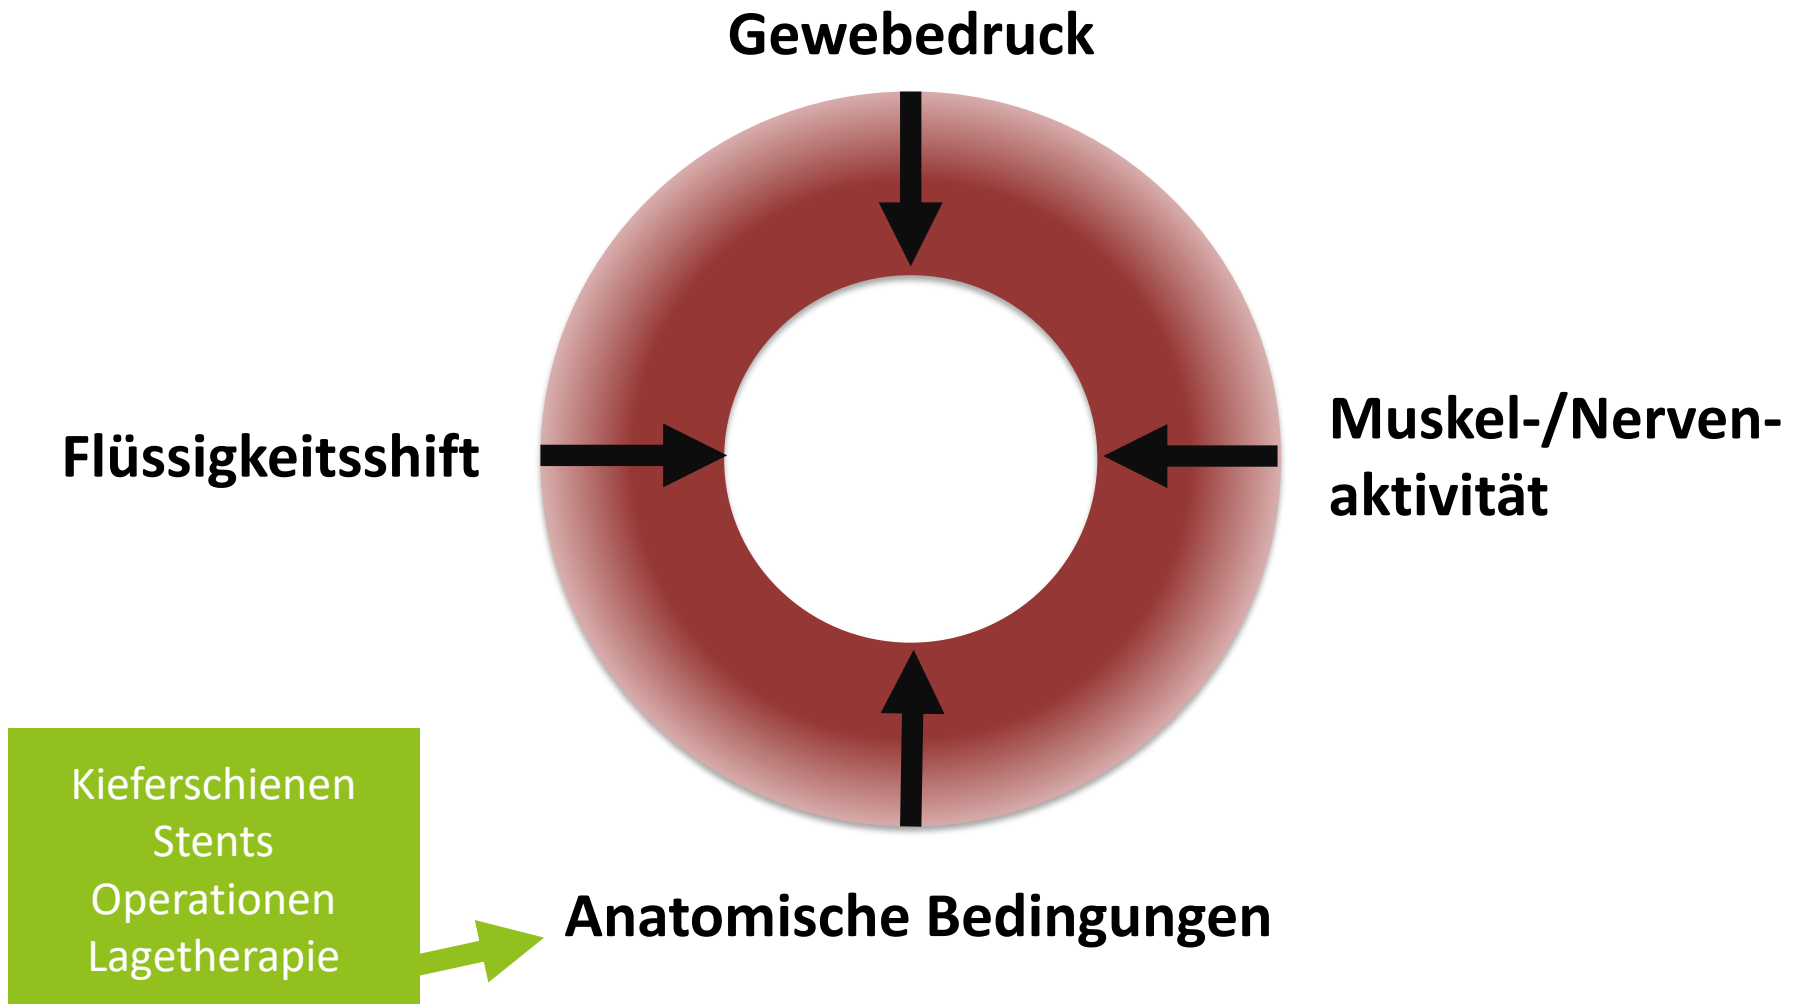 Gewebedruck
Flüssigkeitsshift
Muskel-/Nerven-
aktivität
Kieferschienen
Stents
Operationen
Lagetherapie
Anatomische Bedingungen